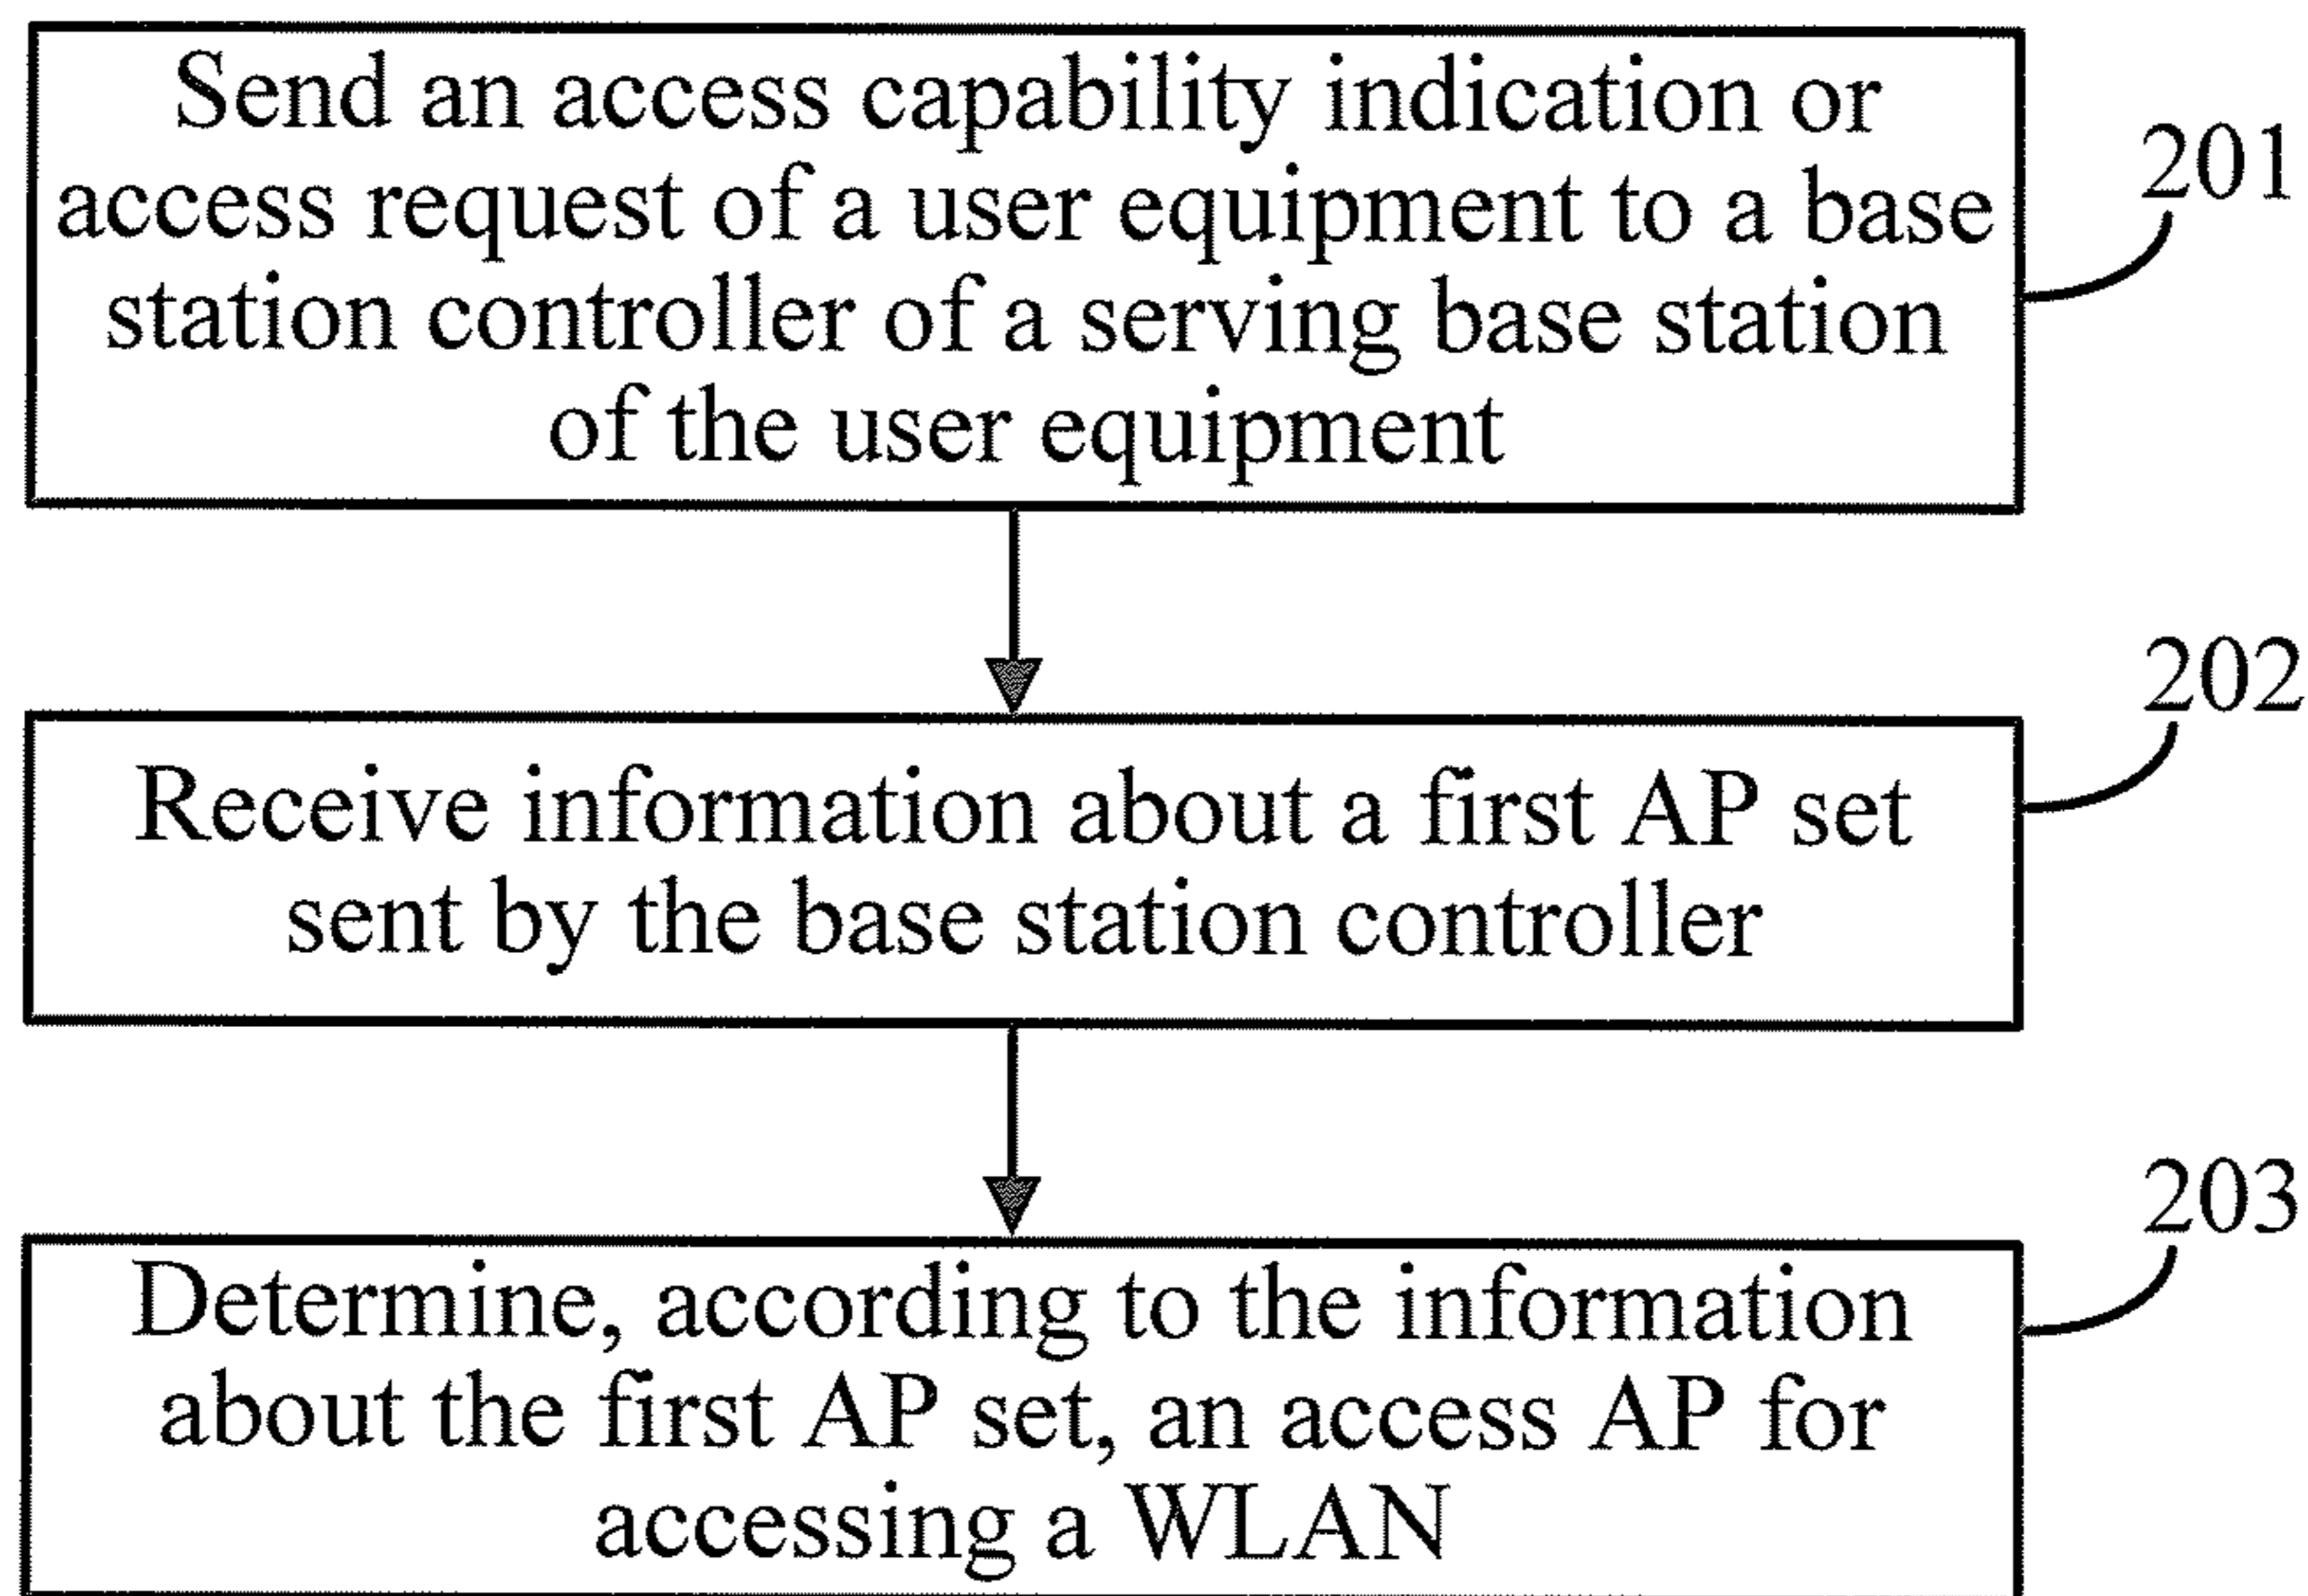 Send an access capability indication or
access request of a user equipment to a base
station controller of a serving base station
of the user equipment
201
Receive information about a first AP set
sent by the base station controller
202
Determine, according to the information
about the first AP set, an access AP for
accessing a WLAN
203